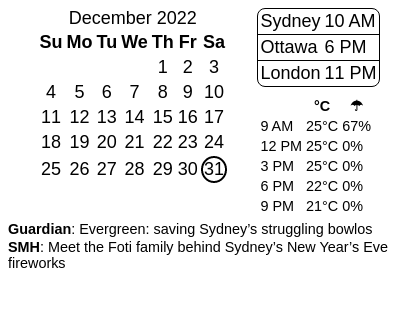 December 2022
Su Mo Tu We Th Fr Sa
1 2 3
4 5 6 7 8 9 10
11 12 13 14 15 16 17
18 19 20 21 22 23 24
25 26 27 28 29 30 31
Sydney 10 AM
Ottawa 6 PM
London 11 PM
°C ☂
9 AM 25°C 67%
12 PM 25°C 0%
3 PM 25°C 0%
6 PM 22°C 0%
9 PM 21°C 0%
Guardian: Evergreen: saving Sydney’s struggling bowlos
SMH: Meet the Foti family behind Sydney’s New Year’s Eve
fireworks